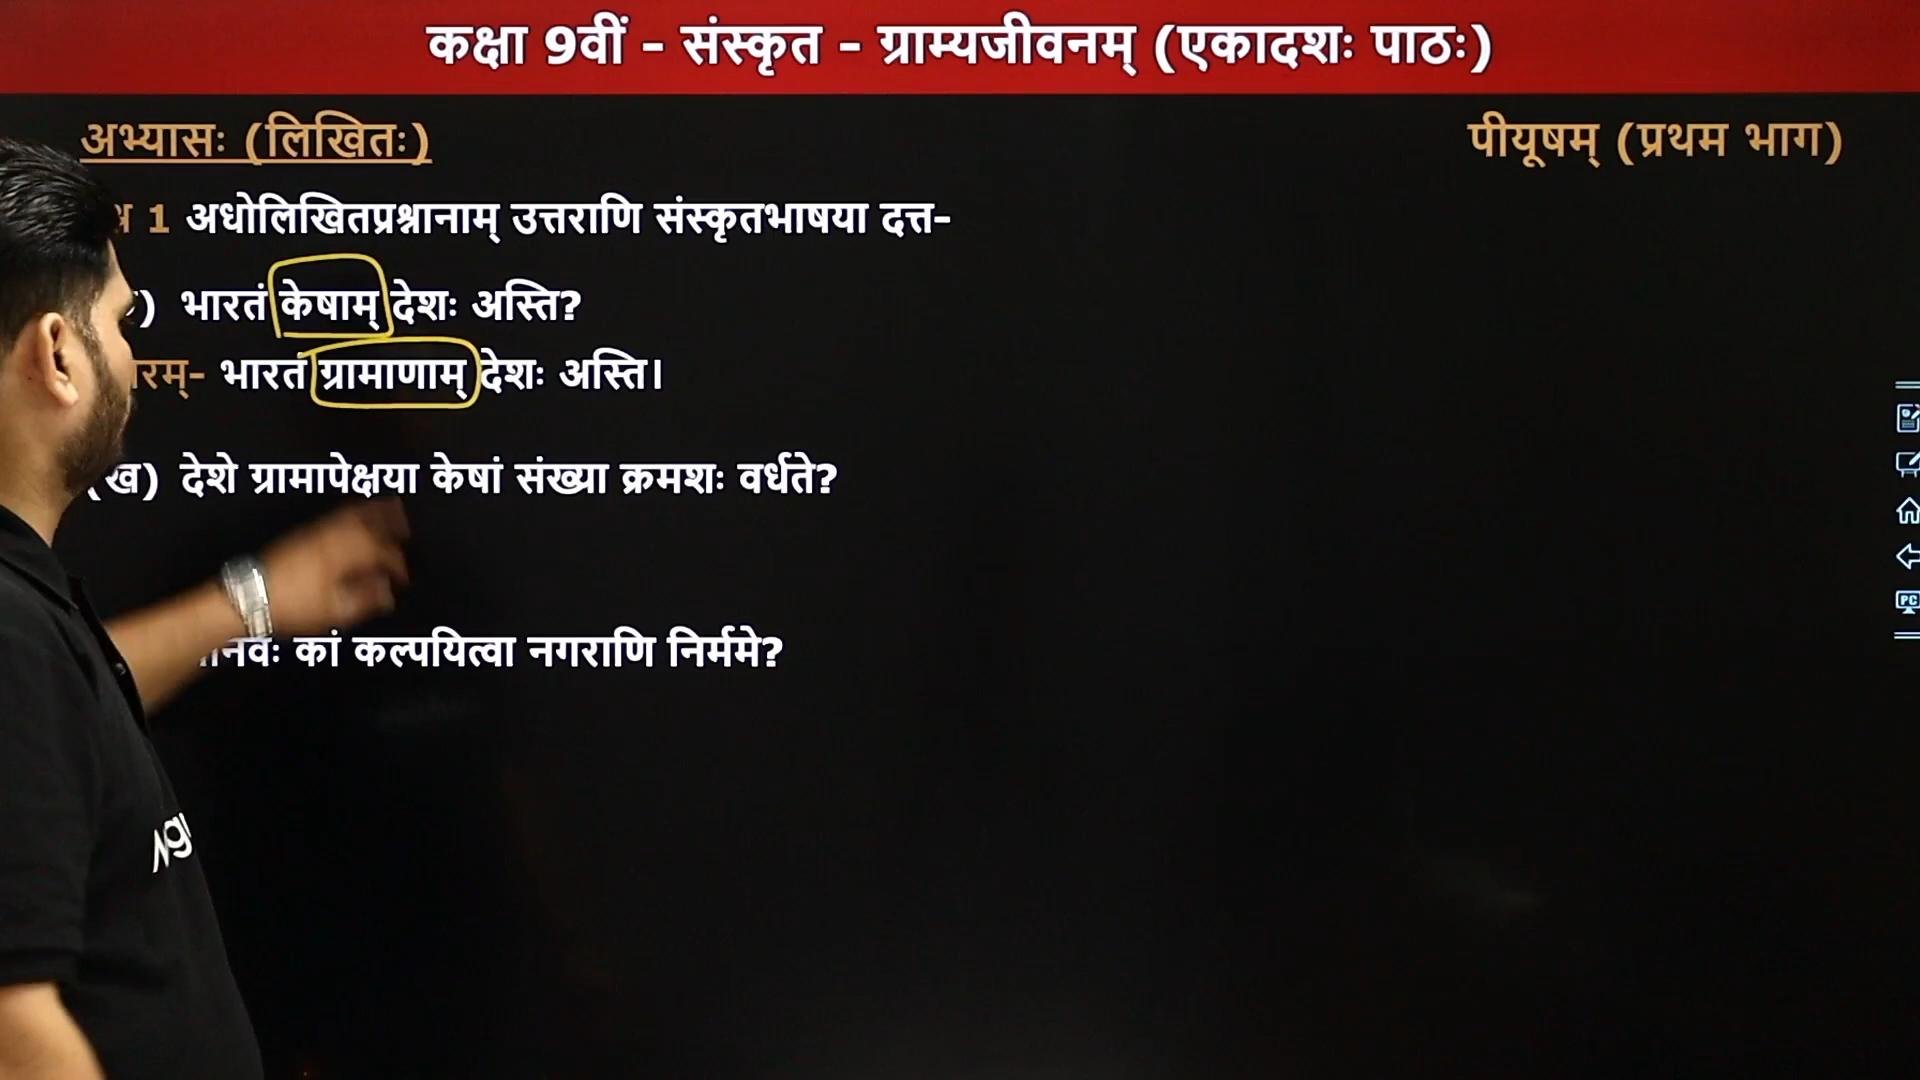 कक्षा 9वीं - संस्कृत - ग्राम्यजीवनम् (एकादशः पाठः)
अभ्यासः (लिखितः)
पीयूषम् (प्रथम भाग)
1 अधोलिखितप्रश्नानाम् उत्तराणि संस्कृतभाषया दत्त-
भारतं केषाम् देशः अस्ति?
भारतं ग्रामाणाम् देशः अस्ति।
(ख) देशे ग्रामापेक्षया केषां संख्या क्रमशः वर्धते?
कां कल्पयित्वा नगराणि निर्ममे?
PC